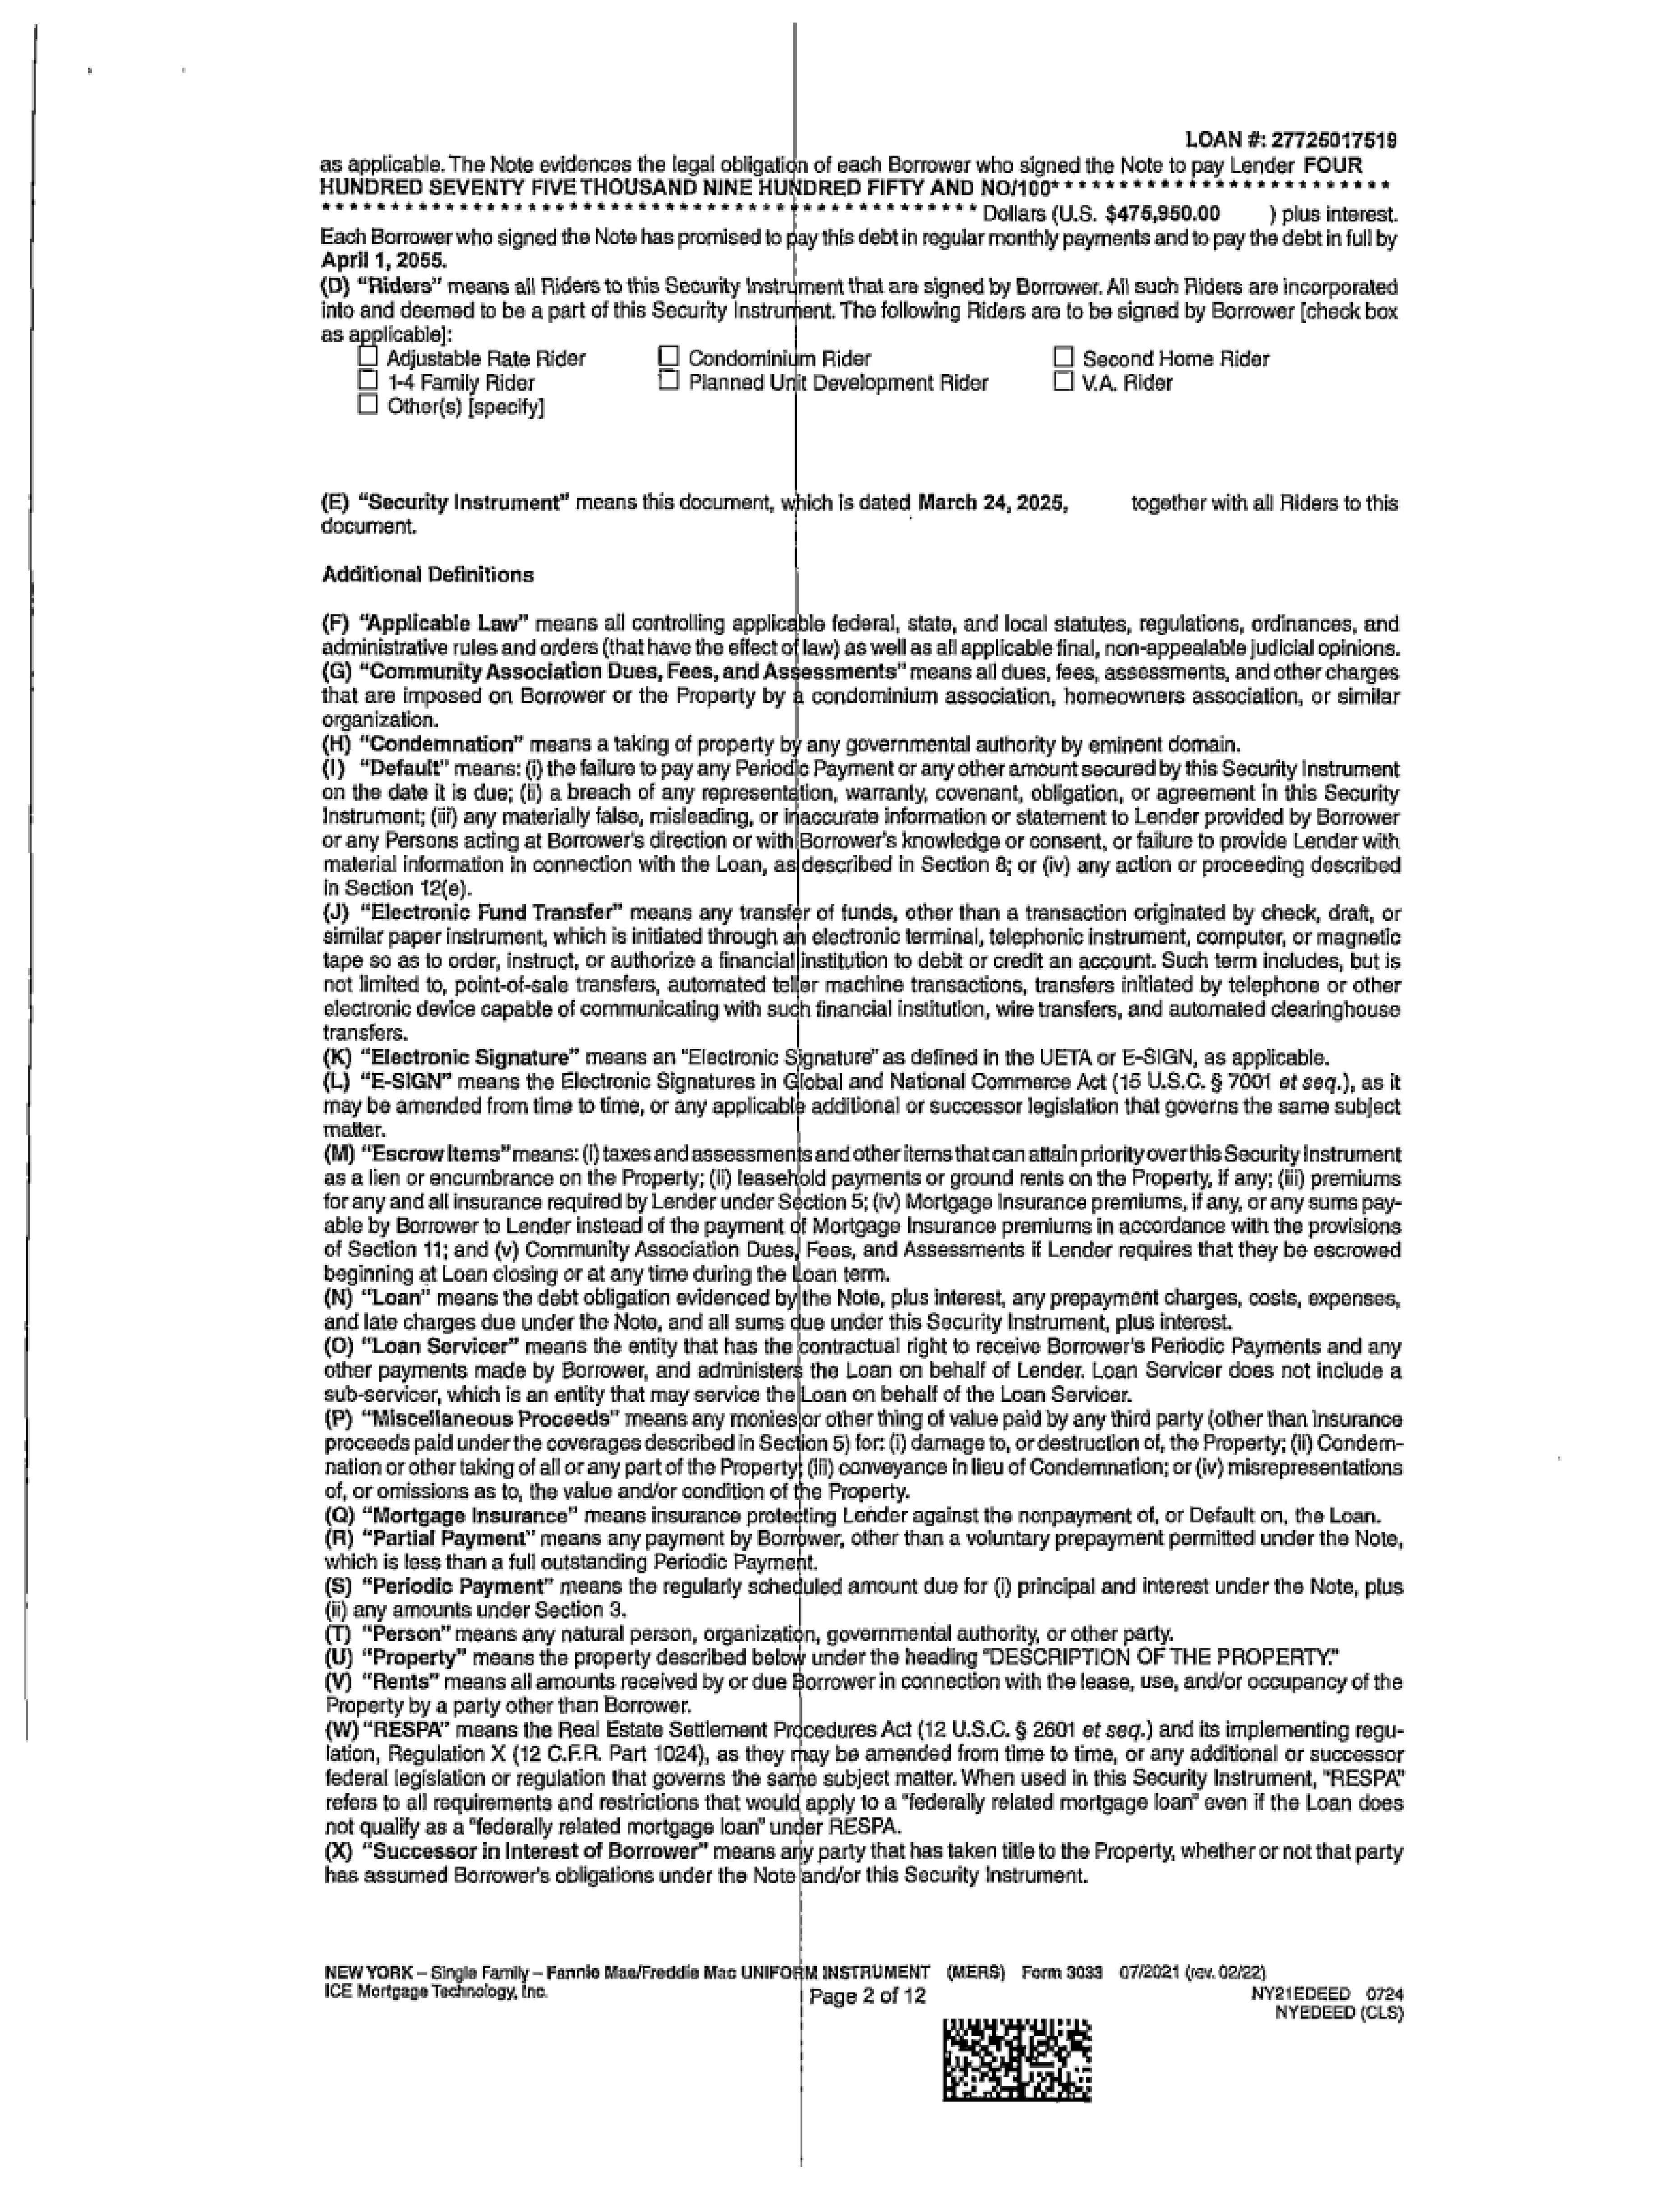 LOAN #: 27725017519
as applicable. The Note evidences the legal obligation of each Borrower who signed the Note to pay Lender FOUR
HUNDRED SEVENTY FIVE THOUSAND NINE HUNDRED FIFTY AND NO/100* * * * * * * * * * * * * * * * * * * * * * * * * *
* * * * * * * * * * * * * * * * * * * * * * * * * * * * * * * * * * * * * * * * * * * * * * * * Dollars (U.S. $475,950.00 ) plus interest.
Each Borrower who signed the Note has promised to pay this debt in regular monthly payments and to pay the debt in full by
April 1, 2055.
(D) “Riders” means all Riders to this Security Instrument that are signed by Borrower. All such Riders are incorporated
into and deemed to be a part of this Security Instrument. The following Riders are to be signed by Borrower [check box
as applicable]:
☐ Adjustable Rate Rider ☐ Condominium Rider ☐ Second Home Rider
☐ 1-4 Family Rider ☐ Planned Unit Development Rider ☐ V.A. Rider
☐ Other(s) [specify]
(E) “Security Instrument” means this document, which is dated March 24, 2025, together with all Riders to this
document.
Additional Definitions
(F) “Applicable Law” means all controlling applicable federal, state, and local statutes, regulations, ordinances, and
administrative rules and orders (that have the effect of law) as well as all applicable final, non-appealable judicial opinions.
(G) “Community Association Dues, Fees, and Assessments” means all dues, fees, assessments, and other charges
that are imposed on Borrower or the Property by a condominium association, homeowners association, or similar
organization.
(H) “Condemnation” means a taking of property by any governmental authority by eminent domain.
(I) “Default” means: (i) the failure to pay any Periodic Payment or any other amount secured by this Security Instrument
on the date it is due; (ii) a breach of any representation, warranty, covenant, obligation, or agreement in this Security
Instrument; (iii) any materially false, misleading, or inaccurate information or statement to Lender provided by Borrower
or any Persons acting at Borrower's direction or with Borrower's knowledge or consent, or failure to provide Lender with
material information in connection with the Loan, as described in Section 8; or (iv) any action or proceeding described
in Section 12(e).
(J) “Electronic Fund Transfer” means any transfer of funds, other than a transaction originated by check, draft, or
similar paper instrument, which is initiated through an electronic terminal, telephonic instrument, computer, or magnetic
tape so as to order, instruct, or authorize a financial institution to debit or credit an account. Such term includes, but is
not limited to, point-of-sale transfers, automated teller machine transactions, transfers initiated by telephone or other
electronic device capable of communicating with such financial institution, wire transfers, and automated clearinghouse
transfers.
(K) “Electronic Signature” means an “Electronic Signature” as defined in the UETA or E-SIGN, as applicable.
(L) “E-SIGN” means the Electronic Signatures in Global and National Commerce Act (15 U.S.C. § 7001 et seq.), as it
may be amended from time to time, or any applicable additional or successor legislation that governs the same subject
matter.
(M) “Escrow Items” means: (i) taxes and assessments and other items that can attain priority over this Security Instrument
as a lien or encumbrance on the Property; (ii) leasehold payments or ground rents on the Property, if any; (iii) premiums
for any and all insurance required by Lender under Section 5; (iv) Mortgage Insurance premiums, if any, or any sums pay-
able by Borrower to Lender instead of the payment of Mortgage Insurance premiums in accordance with the provisions
of Section 11; and (v) Community Association Dues, Fees, and Assessments if Lender requires that they be escrowed
beginning at Loan closing or at any time during the Loan term.
(N) “Loan” means the debt obligation evidenced by the Note, plus interest, any prepayment charges, costs, expenses,
and late charges due under the Note, and all sums due under this Security Instrument, plus interest.
(O) “Loan Servicer” means the entity that has the contractual right to receive Borrower's Periodic Payments and any
other payments made by Borrower, and administers the Loan on behalf of Lender. Loan Servicer does not include a
sub-servicer, which is an entity that may service the Loan on behalf of the Loan Servicer.
(P) “Miscellaneous Proceeds” means any monies or other thing of value paid by any third party (other than insurance
proceeds paid under the coverages described in Section 5) for: (i) damage to, or destruction of, the Property; (ii) Condem-
nation or other taking of all or any part of the Property; (iii) conveyance in lieu of Condemnation; or (iv) misrepresentations
of, or omissions as to, the value and/or condition of the Property.
(Q) “Mortgage Insurance” means insurance protecting Lender against the nonpayment of, or Default on, the Loan.
(R) “Partial Payment” means any payment by Borrower, other than a voluntary prepayment permitted under the Note,
which is less than a full outstanding Periodic Payment.
(S) “Periodic Payment” means the regularly scheduled amount due for (i) principal and interest under the Note, plus
(ii) any amounts under Section 3.
(T) “Person” means any natural person, organization, governmental authority, or other party.
(U) “Property” means the property described below under the heading “DESCRIPTION OF THE PROPERTY.”
(V) “Rents” means all amounts received by or due Borrower in connection with the lease, use, and/or occupancy of the
Property by a party other than Borrower.
(W) “RESPA” means the Real Estate Settlement Procedures Act (12 U.S.C. § 2601 et seq.) and its implementing regu-
lation, Regulation X (12 C.F.R. Part 1024), as they may be amended from time to time, or any additional or successor
federal legislation or regulation that governs the same subject matter. When used in this Security Instrument, “RESPA”
refers to all requirements and restrictions that would apply to a “federally related mortgage loan” even if the Loan does
not qualify as a “federally related mortgage loan” under RESPA.
(X) “Successor in Interest of Borrower” means any party that has taken title to the Property, whether or not that party
has assumed Borrower's obligations under the Note and/or this Security Instrument.
NEW YORK – Single Family – Fannie Mae/Freddie Mac UNIFORM INSTRUMENT (MERS) Form 3033 07/2021 (rev. 02/22)
ICE Mortgage Technology, Inc. Page 2 of 12 NY21EDEED 0724
NYEDEED (CLS)